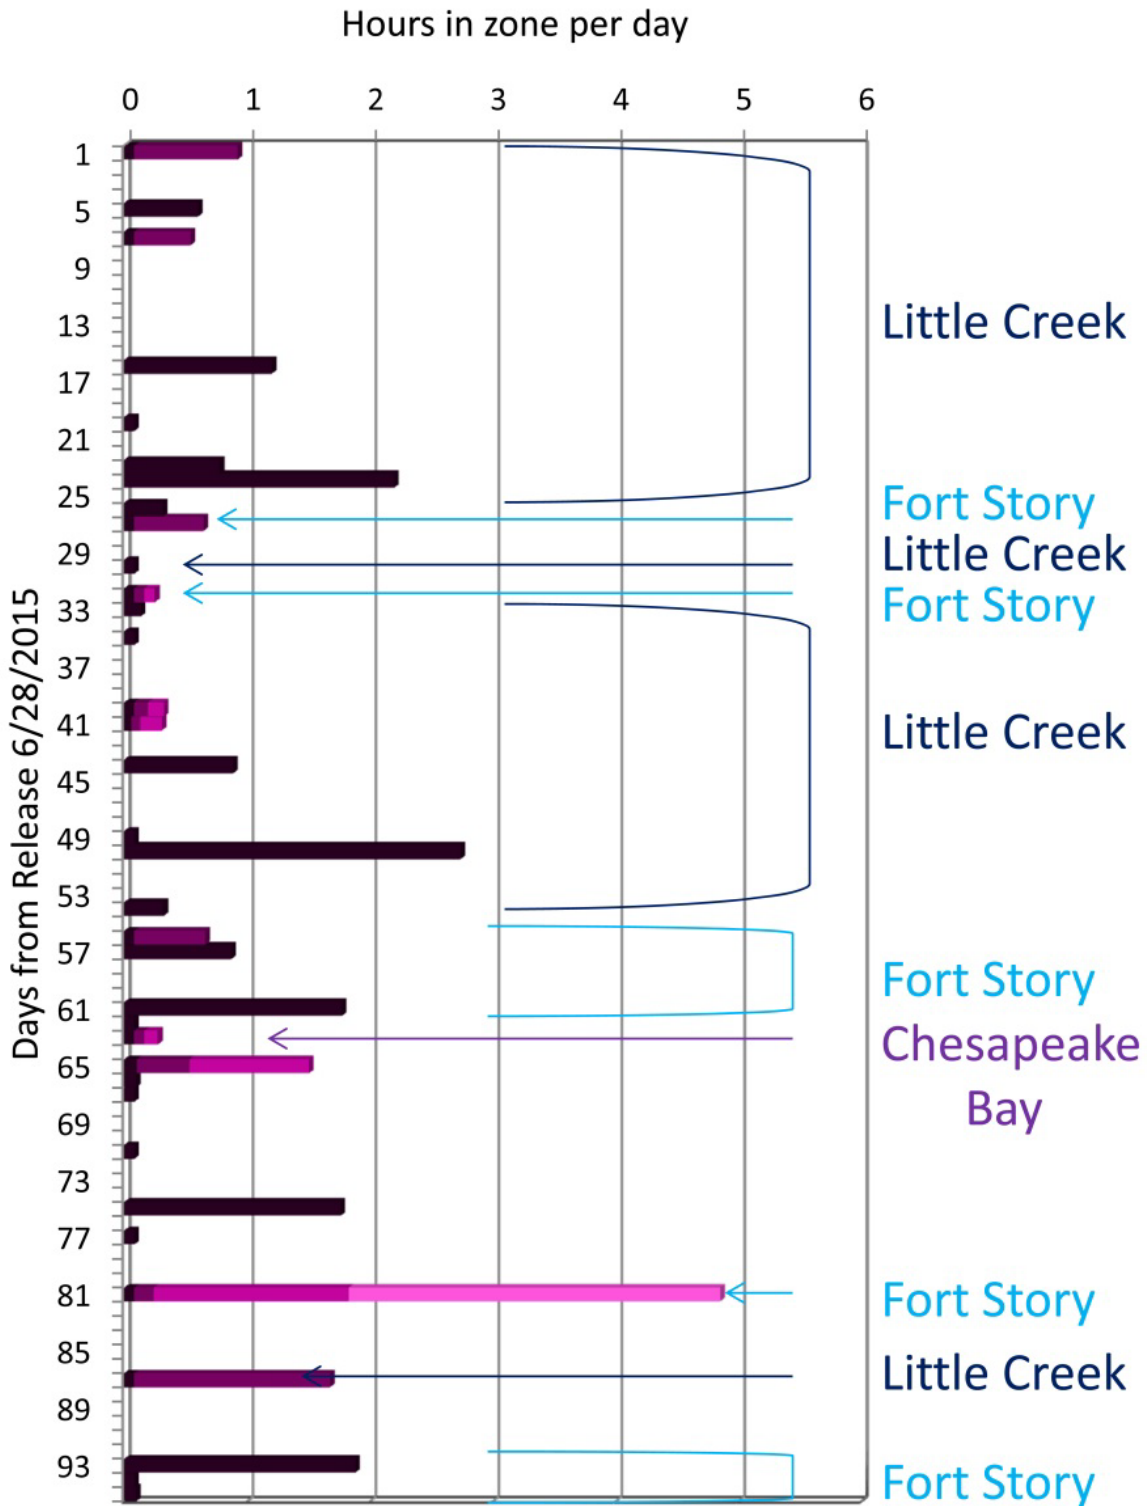 Hours in zone per day
0 1 2 3 4 5 6
Days from Release 6/28/2015
1
5
9
13
17
21
25
29
33
37
41
45
49
53
57
61
65
69
73
77
81
85
89
93
Little Creek
Fort Story
Little Creek
Fort Story
Little Creek
Fort Story
Chesapeake
Bay
Fort Story
Little Creek
Fort Story